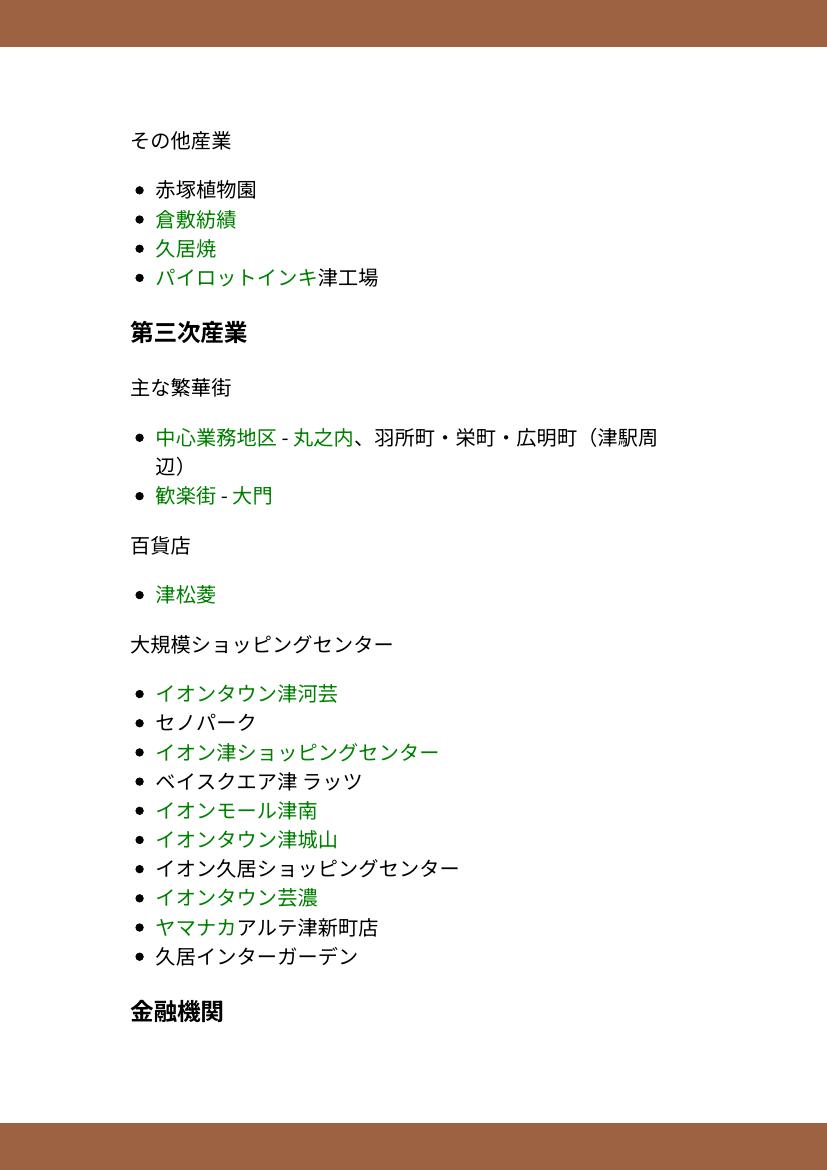 その他産業
赤塚植物園
倉敷紡績
久居焼
パイロットインキ津工場
第三次産業
主な繁華街
中心業務地区 - 丸之内、羽所町・栄町・広明町（津駅周
辺）
歓楽街 - 大門
百貨店
津松菱
大規模ショッピングセンター
イオンタウン津河芸
セノパーク
イオン津ショッピングセンター
ベイスクエア津 ラッツ
イオンモール津南
イオンタウン津城山
イオン久居ショッピングセンター
イオンタウン芸濃
ヤマナカアルテ津新町店
久居インターガーデン
金融機関